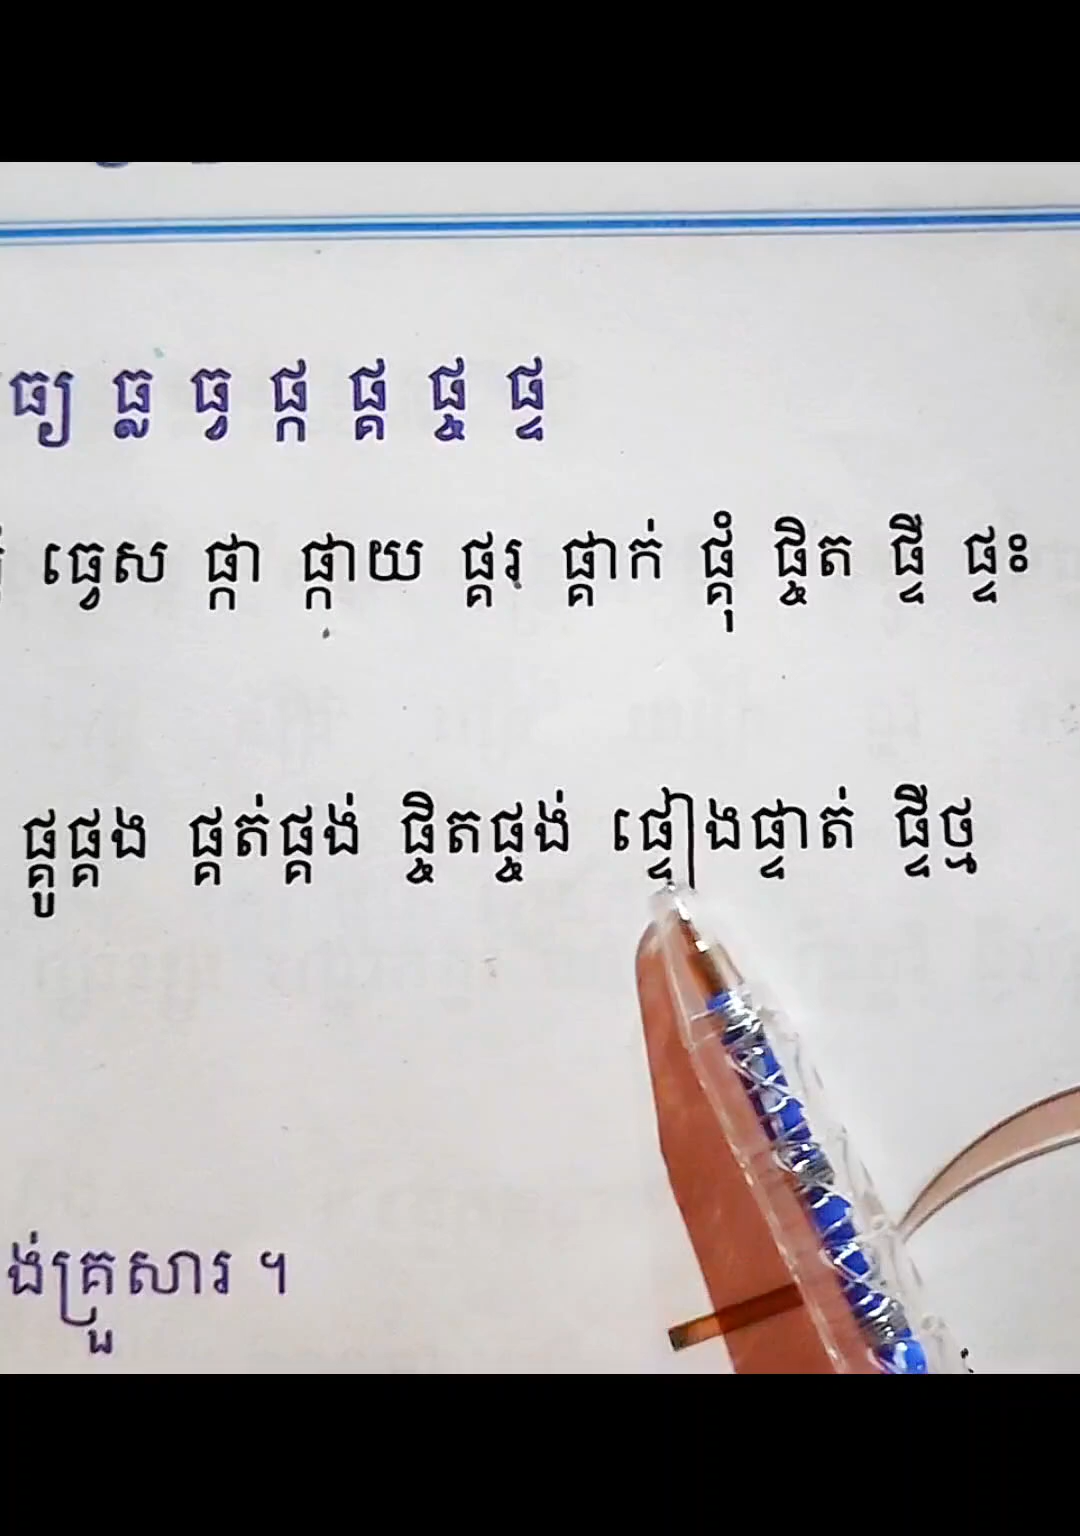 ធ្យ ធ្ល ធ្វ ផ្ក ផ្គ ផ្ច ផ្ទ
ធ្វេស ផ្កា ផ្កាយ ផ្គរ ផ្គាក់ ផ្គុំ ផ្ចិត ផ្ទឹ ផ្ទះ
ផ្គូផ្គង ផ្គត់ផ្គង់ ផ្ចិតផ្ចង់ ផ្ទៀងផ្ទាត់ ផ្ទីថ្ម
ង់គ្រួសារ ។